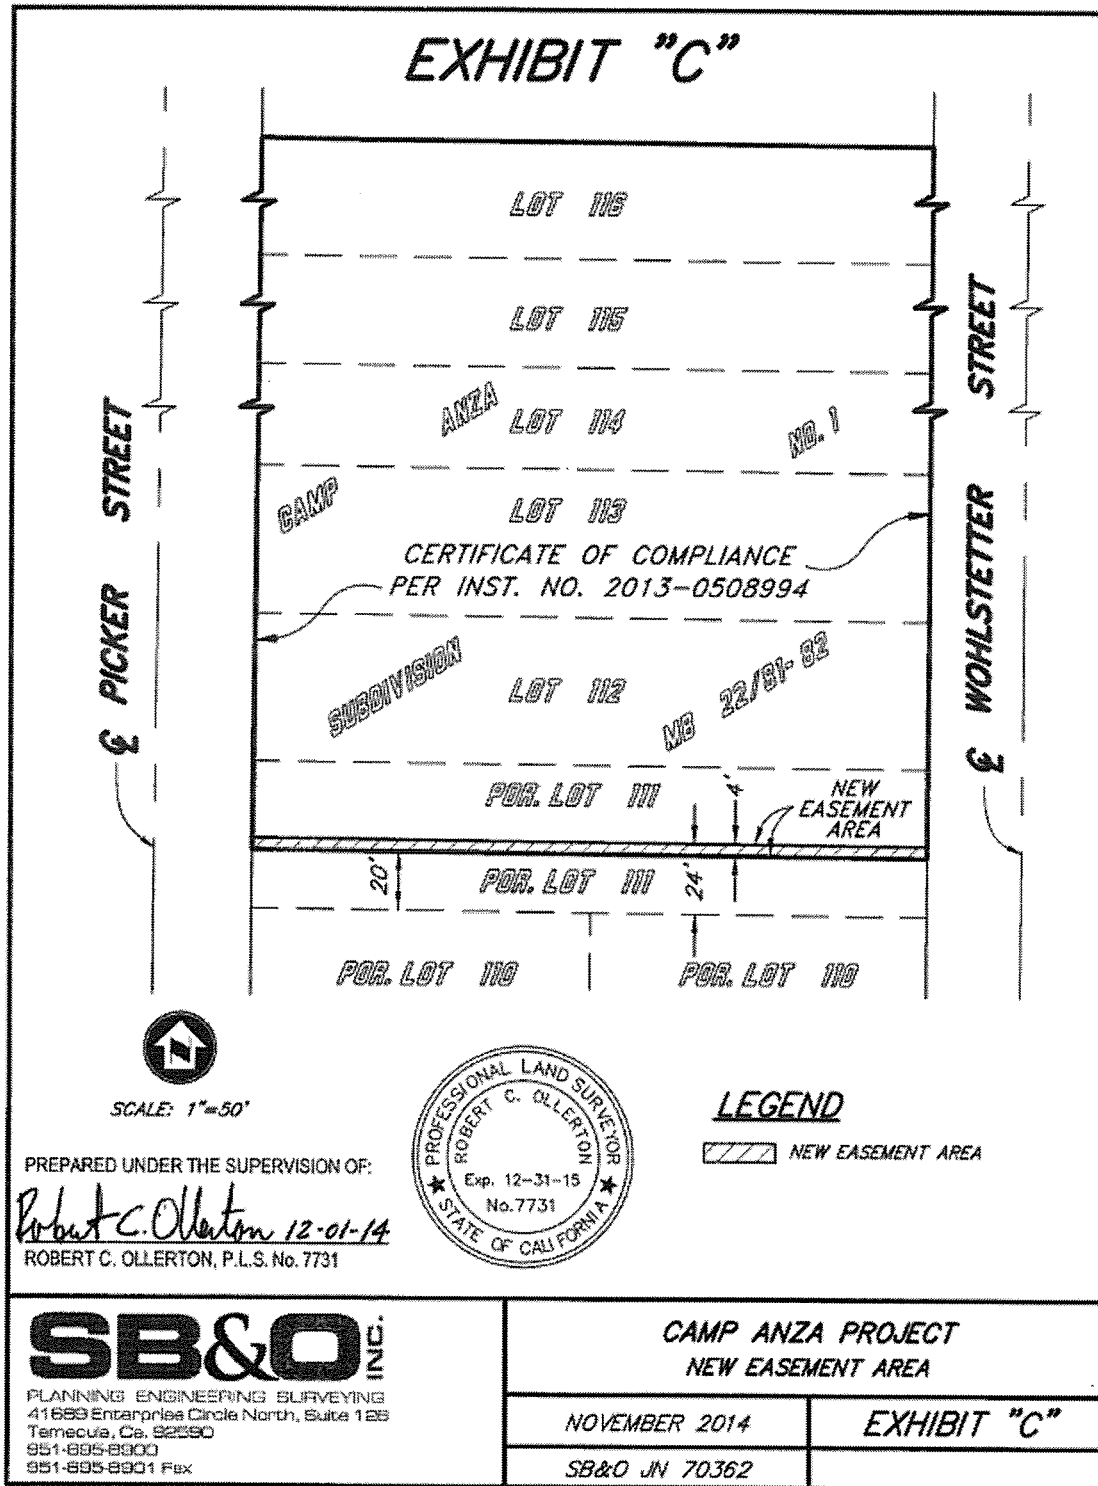 EXHIBIT "C"
LOT 116
LOT 115
ANZA
LOT 114
NO. 1
CAMP
LOT 113
CERTIFICATE OF COMPLIANCE
PER INST. NO. 2013-0508994
SUBDIVISION
LOT 112
MB 22/81-82
℄ PICKER STREET
℄ WOHLSTETTER STREET
POR. LOT 111
4'
NEW
EASEMENT
AREA
20'
POR. LOT 111
24'
POR. LOT 110
POR. LOT 110
SCALE: 1"=50'
PROFESSIONAL LAND SURVEYOR
ROBERT C. OLLERTON
Exp. 12-31-15
No.7731
STATE OF CALIFORNIA
LEGEND
NEW EASEMENT AREA
PREPARED UNDER THE SUPERVISION OF:
Robert C. Ollerton 12-01-14
ROBERT C. OLLERTON, P.L.S. No. 7731
SB&O INC.
PLANNING ENGINEERING SURVEYING
41689 Enterprise Circle North, Suite 126
Temecula, Ca. 92590
951-695-8900
951-695-8901 Fax
CAMP ANZA PROJECT
NEW EASEMENT AREA
NOVEMBER 2014
EXHIBIT "C"
SB&O JN 70362